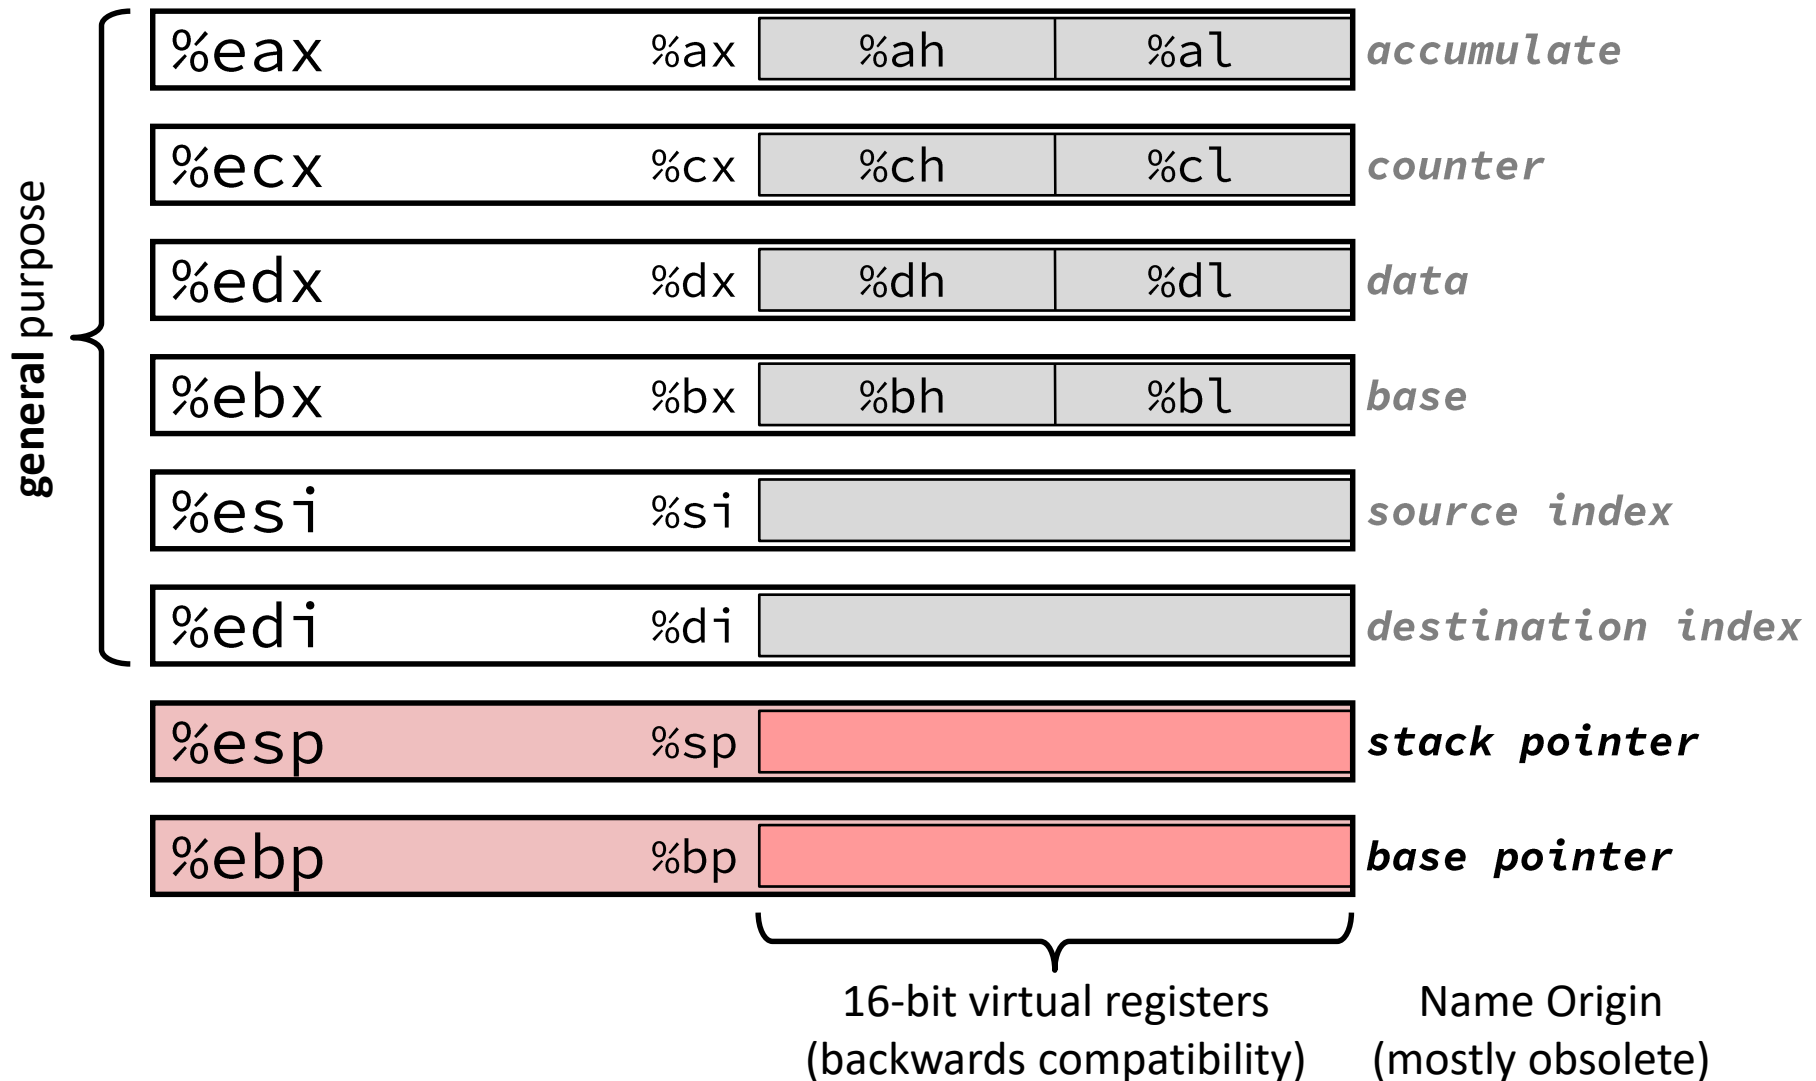 general purpose
%eax %ax %ah %al accumulate
%ecx %cx %ch %cl counter
%edx %dx %dh %dl data
%ebx %bx %bh %bl base
%esi %si source index
%edi %di destination index
%esp %sp stack pointer
%ebp %bp base pointer
16-bit virtual registers
(backwards compatibility)
Name Origin
(mostly obsolete)